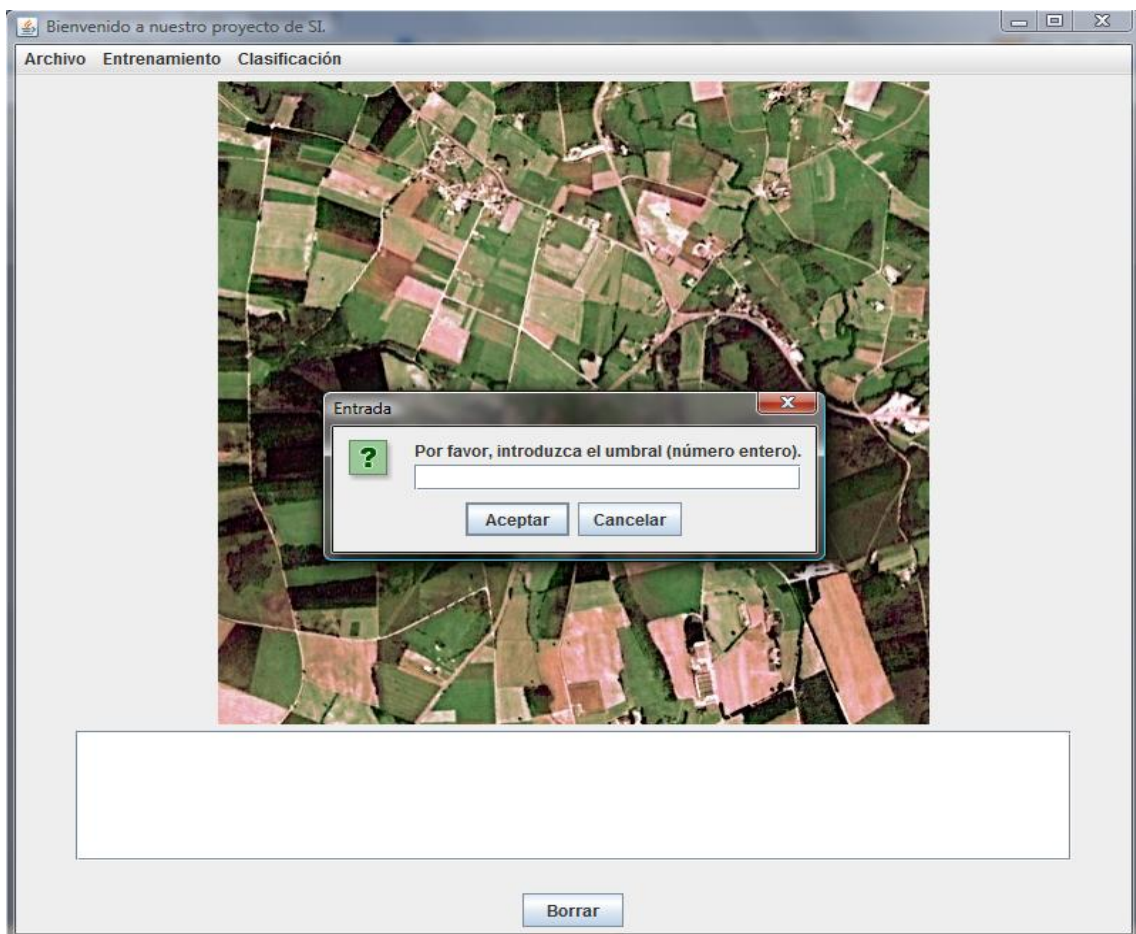 Bienvenido a nuestro proyecto de SI.
Archivo Entrenamiento Clasificación
Entrada
Por favor, introduzca el umbral (número entero).
Aceptar Cancelar
Borrar